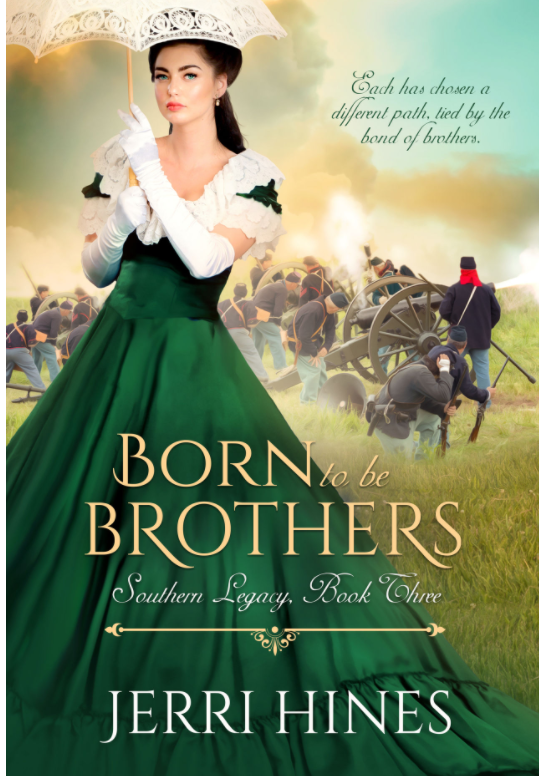 Each has chosen a
different path, tied by the
bond of brothers.
BORN to be
BROTHERS
Southern Legacy, Book Three
JERRI HINES